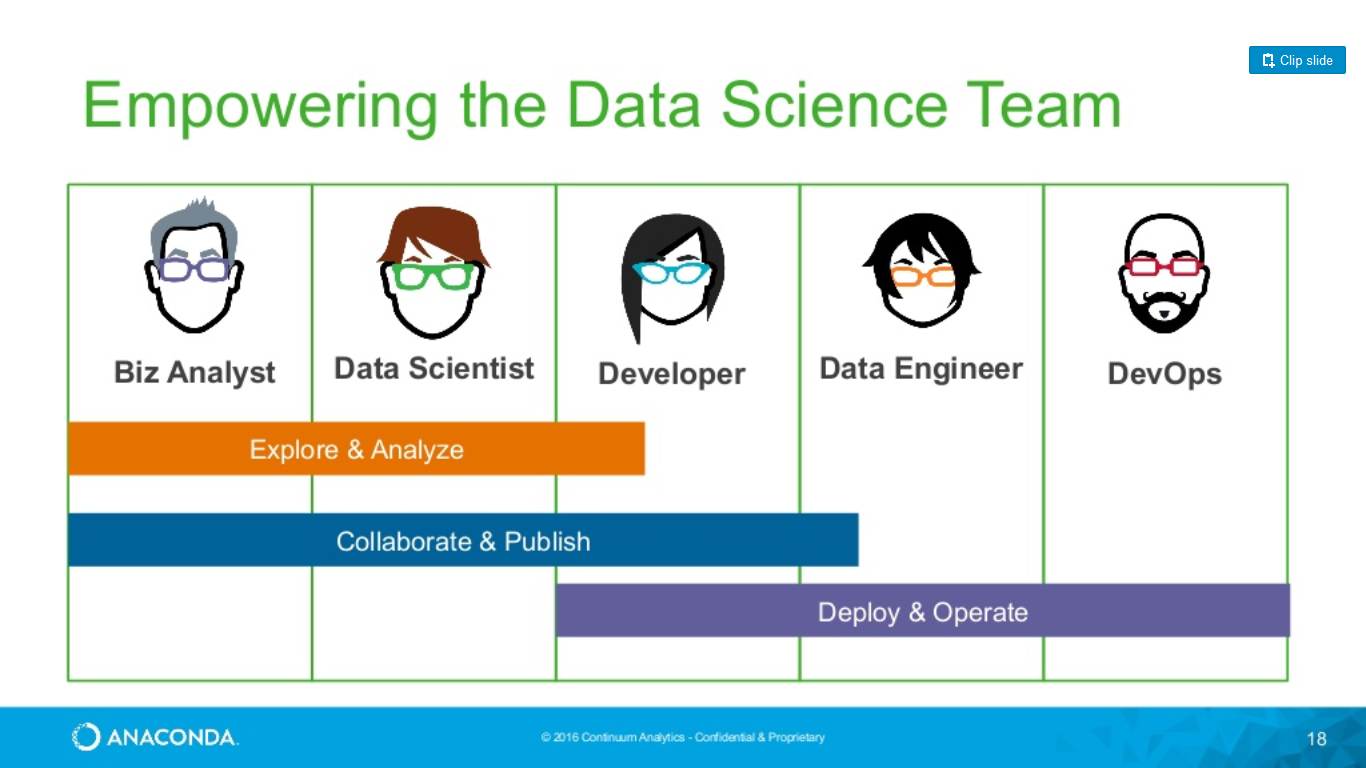 Clip slide
Empowering the Data Science Team
Biz Analyst
Data Scientist
Developer
Data Engineer
DevOps
Explore & Analyze
Collaborate & Publish
Deploy & Operate
ANACONDA.
© 2016 Continuum Analytics - Confidential & Proprietary
18